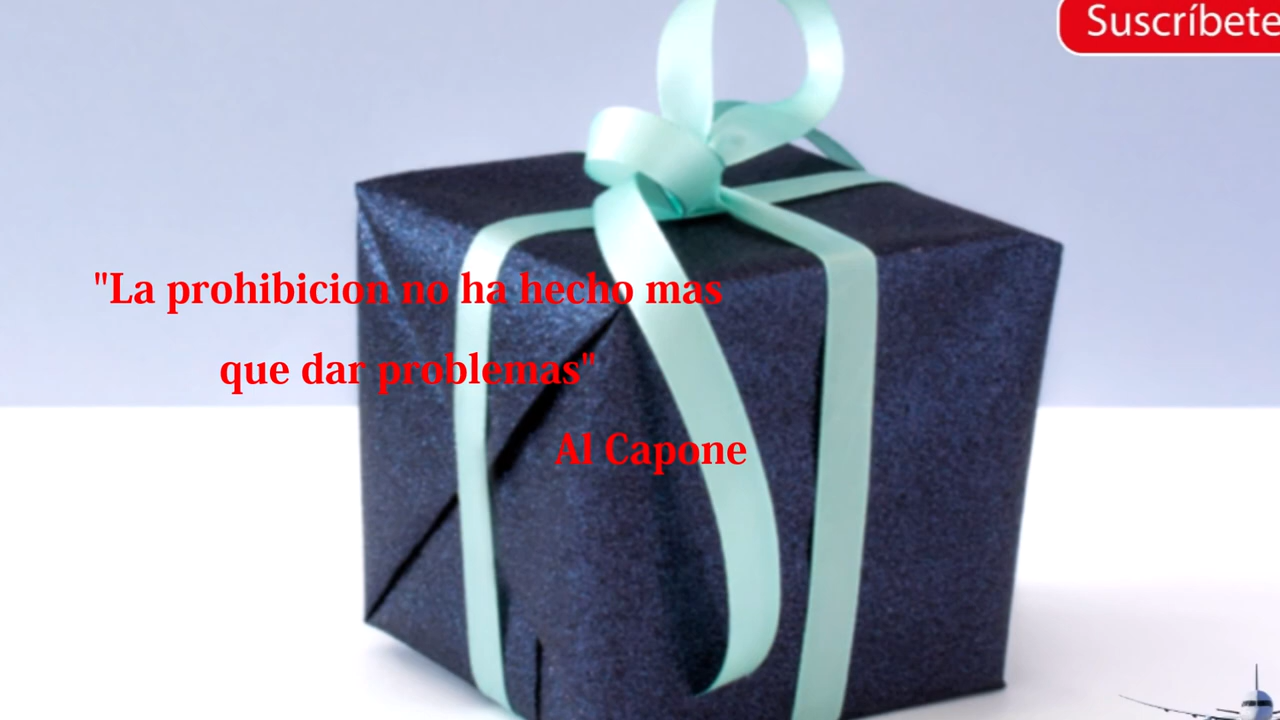 Suscríbete
"La prohibicion no ha hecho mas
que dar problemas"
Al Capone